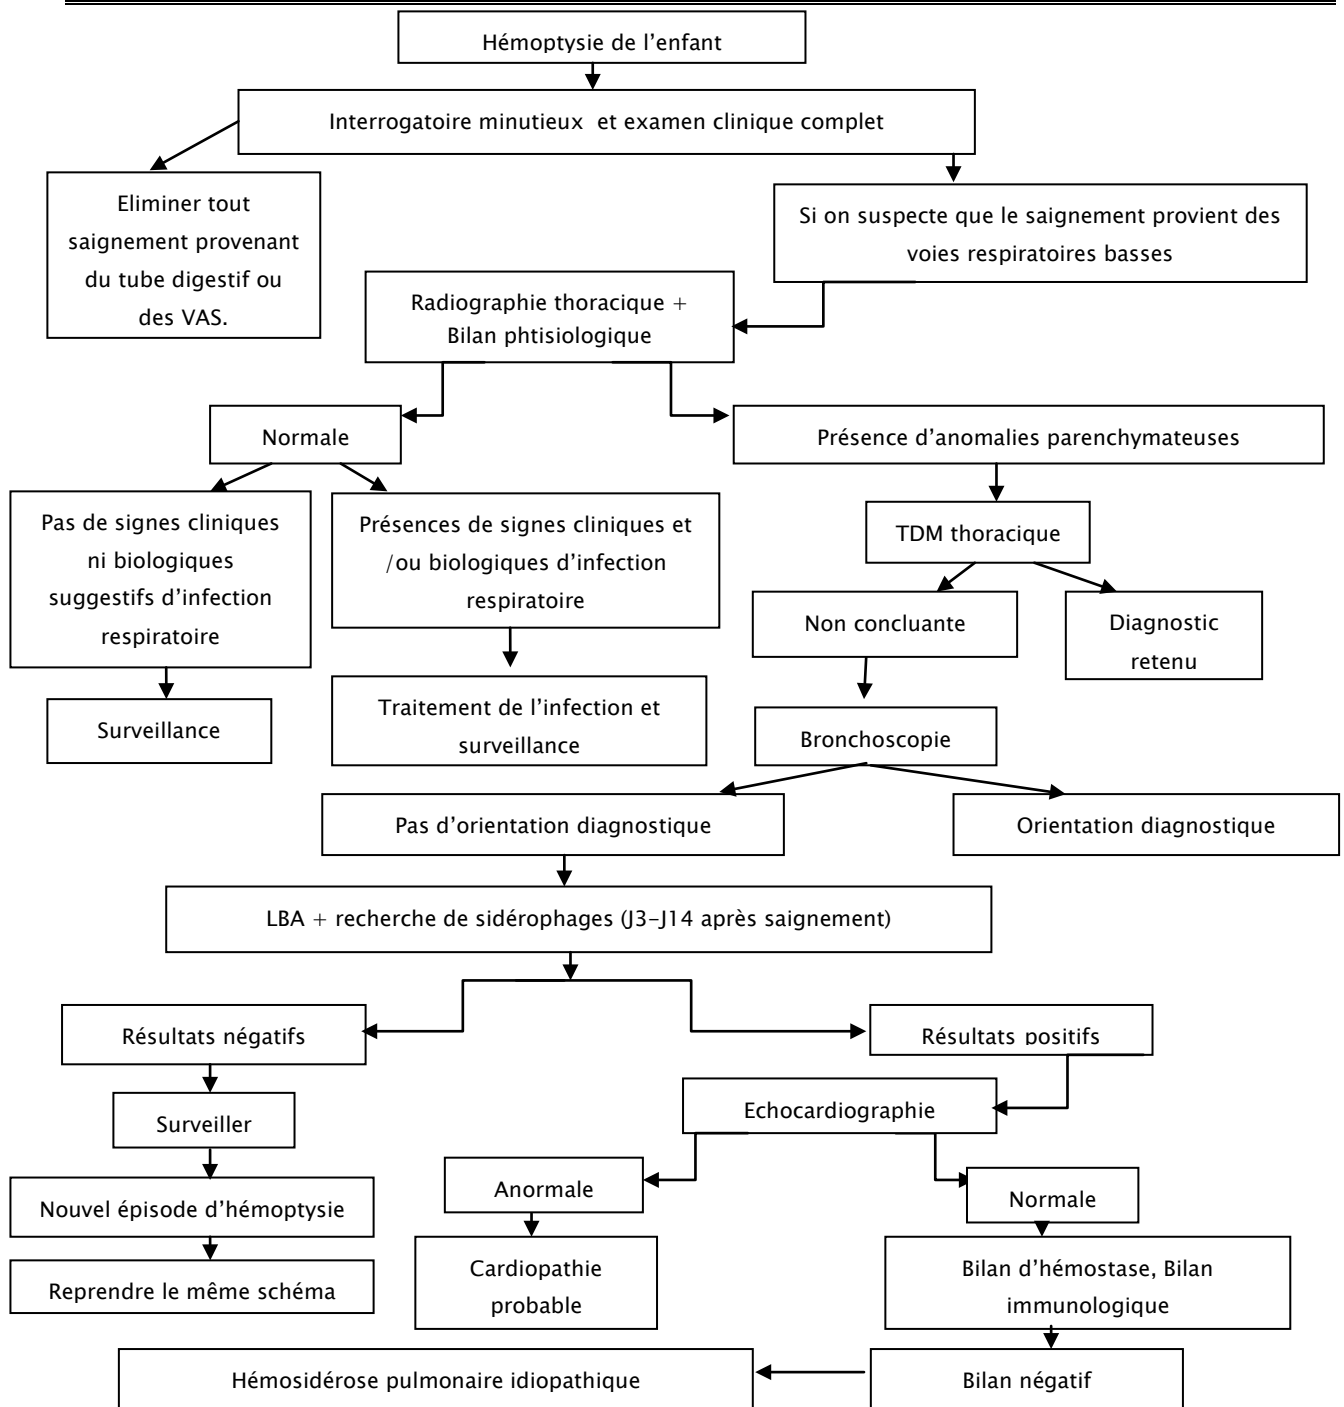 Hémoptysie de l’enfant
Interrogatoire minutieux et examen clinique complet
Eliminer tout
saignement provenant
du tube digestif ou
des VAS.
Si on suspecte que le saignement provient des
voies respiratoires basses
Radiographie thoracique +
Bilan phtisiologique
Normale
Présence d’anomalies parenchymateuses
Pas de signes cliniques
ni biologiques
suggestifs d’infection
respiratoire
Présences de signes cliniques et
/ou biologiques d’infection
respiratoire
TDM thoracique
Non concluante
Diagnostic
retenu
Surveillance
Traitement de l’infection et
surveillance
Bronchoscopie
Pas d’orientation diagnostique
Orientation diagnostique
LBA + recherche de sidérophages (J3-J14 après saignement)
Résultats négatifs
Résultats positifs
Surveiller
Echocardiographie
Nouvel épisode d’hémoptysie
Anormale
Normale
Reprendre le même schéma
Cardiopathie
probable
Bilan d’hémostase, Bilan
immunologique
Hémosidérose pulmonaire idiopathique
Bilan négatif